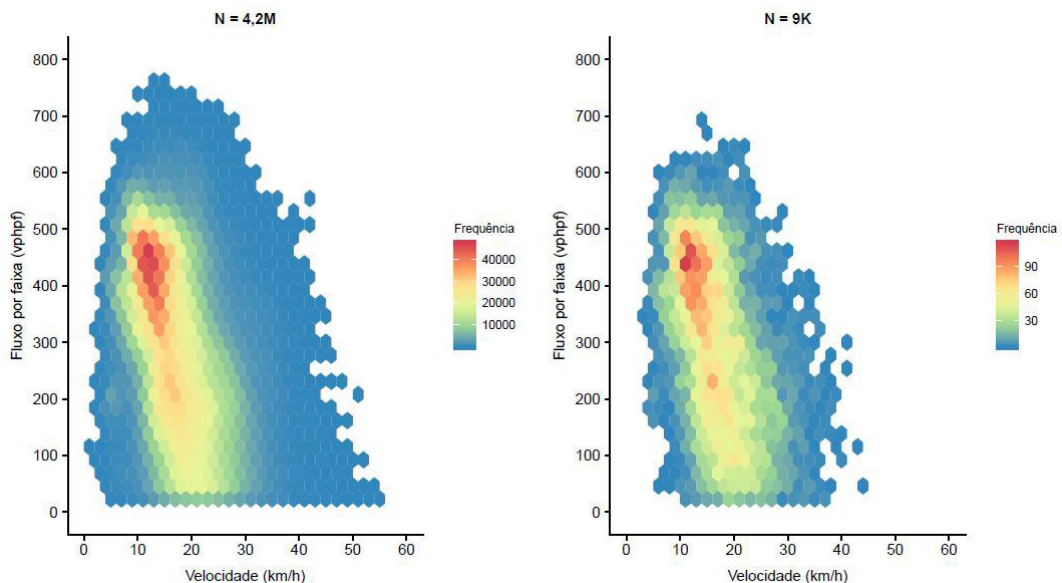 N = 4,2M
Fluxo por faixa (vphpf)
800
700
600
500
400
300
200
100
0
0 10 20 30 40 50 60
Velocidade (km/h)
Frequência
40000
30000
20000
10000
N = 9K
Fluxo por faixa (vphpf)
800
700
600
500
400
300
200
100
0
0 10 20 30 40 50 60
Velocidade (km/h)
Frequência
90
60
30